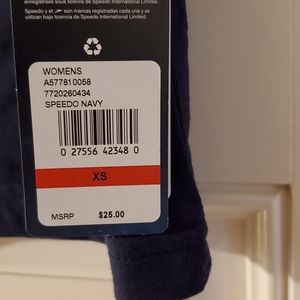 enregistrées sous licence de Speedo International Limited.
Speedo y son marcas registradas cada una y se
utilizan bajo licencia de Speedo International Limited.
WOMENS
A577810058
7720260434
SPEEDO NAVY
0 27556 42348 0
XS
MSRP $25.00